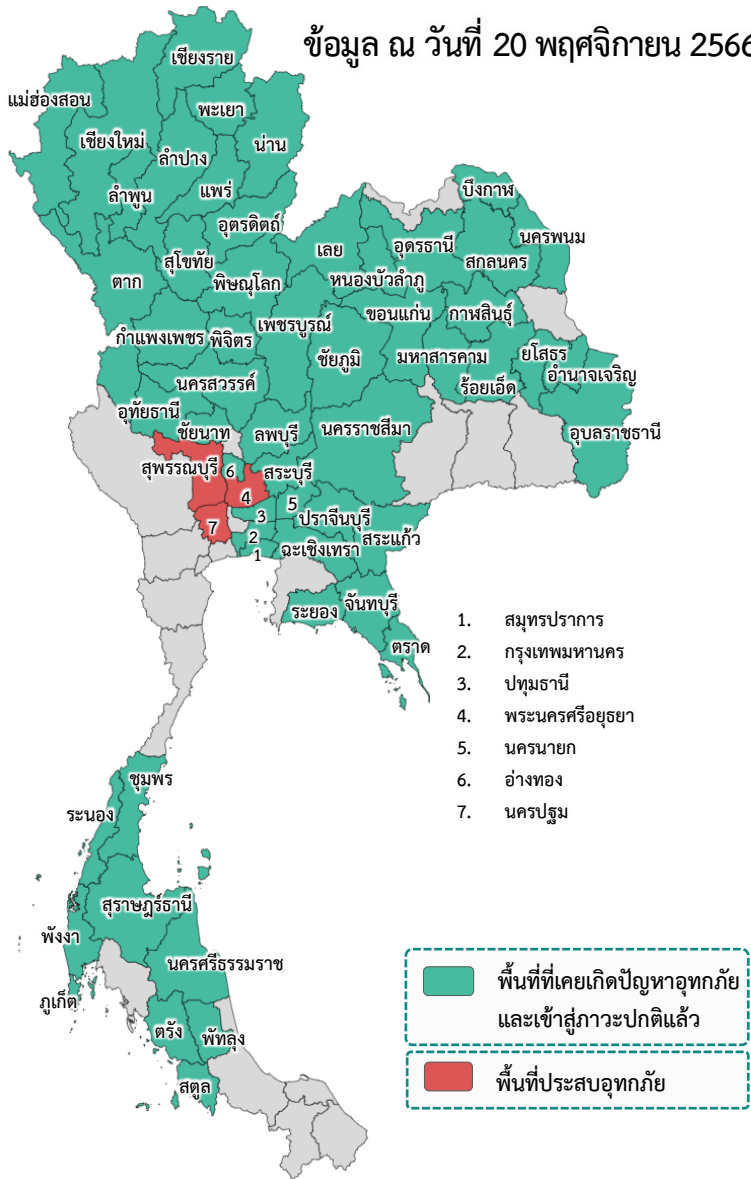 ข้อมูล ณ วันที่ 20 พฤศจิกายน 2566
เชียงราย
แม่ฮ่องสอน
พะเยา
เชียงใหม่
น่าน
ลำปาง
ลำพูน
แพร่
บึงกาฬ
อุตรดิตถ์
นครพนม
เลย
อุดรธานี
สุโขทัย
สกลนคร
ตาก
พิษณุโลก
หนองบัวลำภู
ขอนแก่น
กาฬสินธุ์
กำแพงเพชร
พิจิตร
เพชรบูรณ์
ชัยภูมิ
มหาสารคาม
ยโสธร
อำนาจเจริญ
นครสวรรค์
ร้อยเอ็ด
อุทัยธานี
ชัยนาท
ลพบุรี
นครราชสีมา
อุบลราชธานี
สุพรรณบุรี
6
สระบุรี
4
5
3
ปราจีนบุรี
7
2
สระแก้ว
1
ฉะเชิงเทรา
ระยอง
จันทบุรี
ตราด
1. สมุทรปราการ
2. กรุงเทพมหานคร
3. ปทุมธานี
4. พระนครศรีอยุธยา
5. นครนายก
6. อ่างทอง
7. นครปฐม
ชุมพร
ระนอง
สุราษฎร์ธานี
พังงา
นครศรีธรรมราช
ภูเก็ต
ตรัง
พัทลุง
สตูล
พื้นที่ที่เคยเกิดปัญหาอุทกภัย
และเข้าสู่ภาวะปกติแล้ว
พื้นที่ประสบอุทกภัย